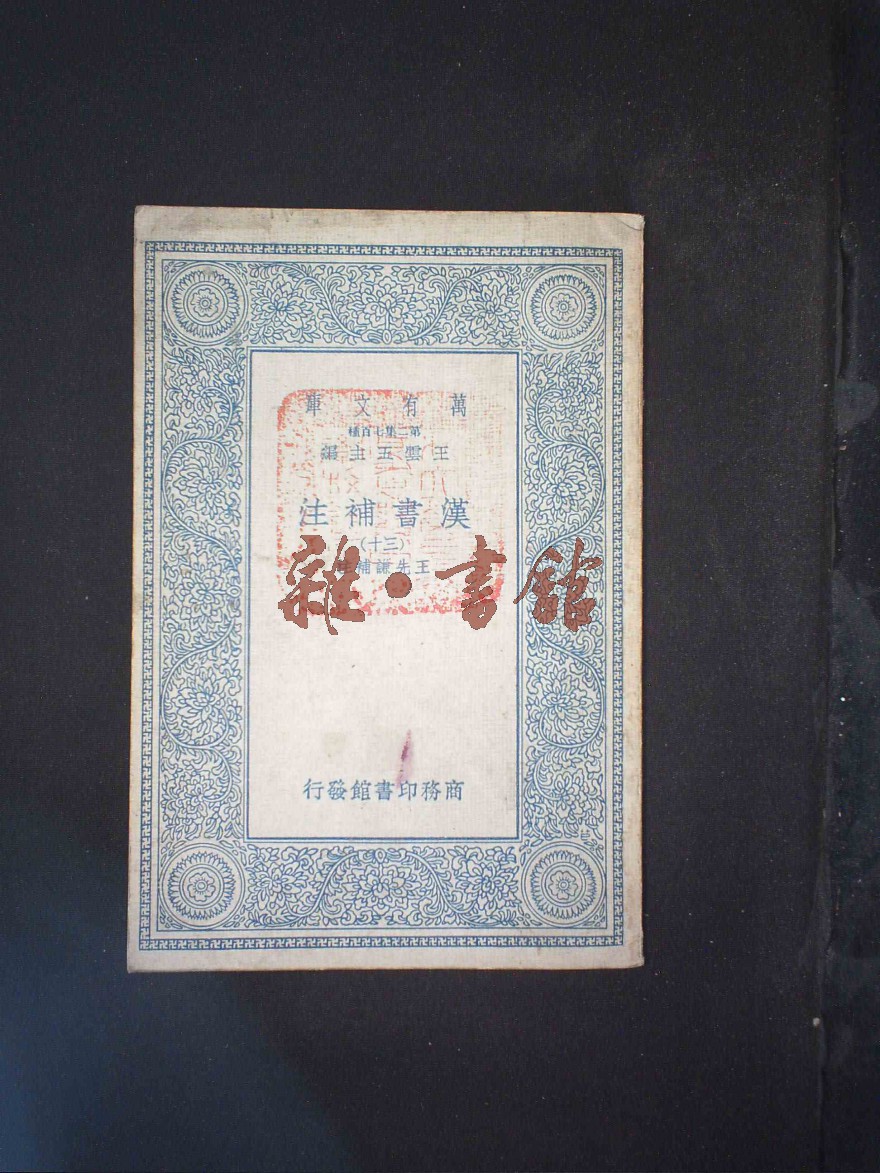 萬有文庫
第二集七百種
王雲五主編
漢書補注
(三十)
王先謙補
雜·書館
商務印書館發行